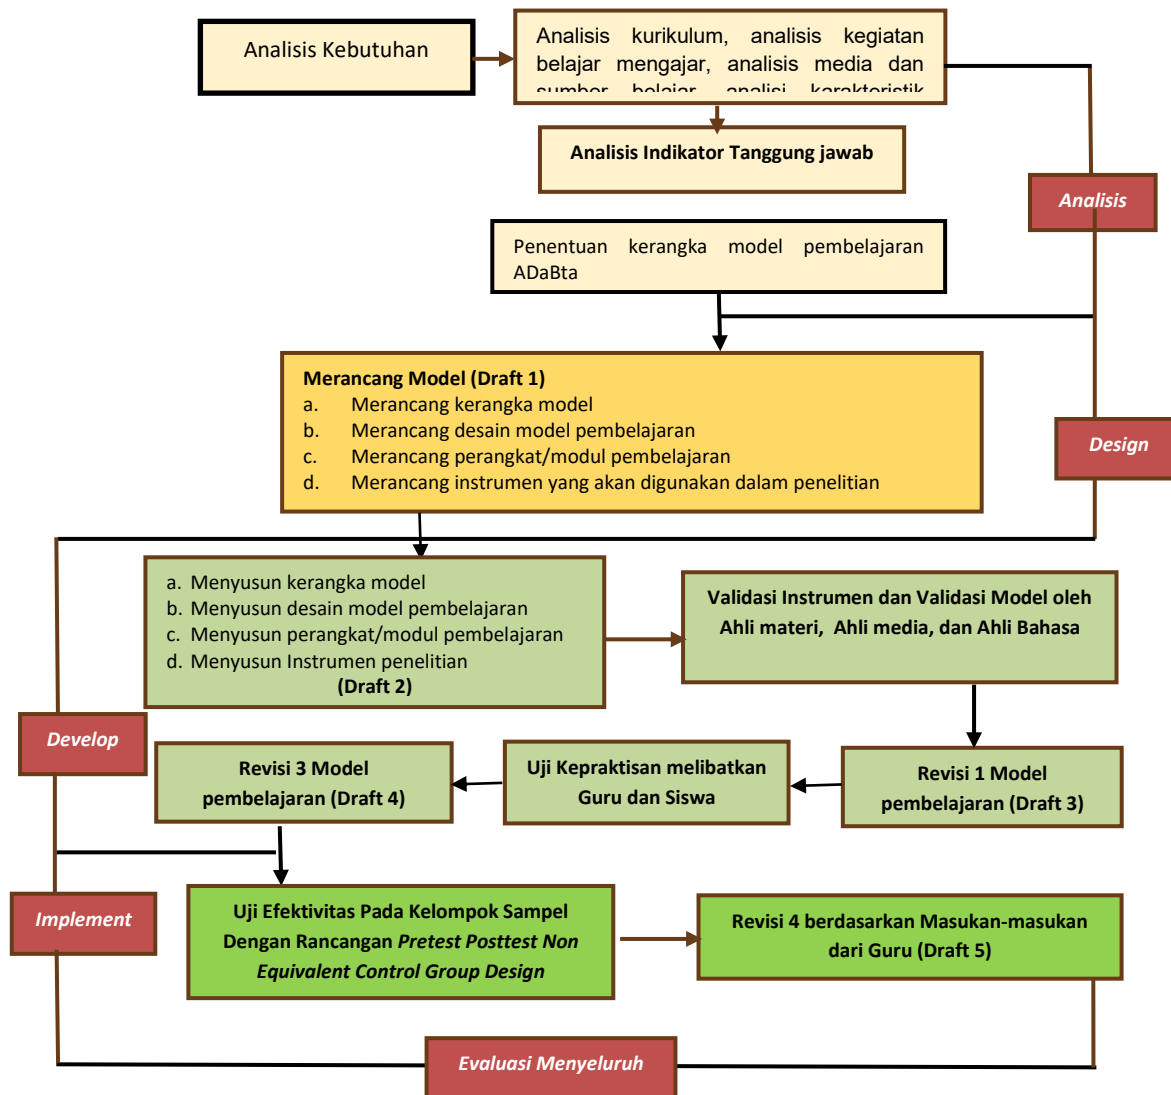 Analisis Kebutuhan
Analisis kurikulum, analisis kegiatan
belajar mengajar, analisis media dan
sumber belajar, analisi karakteristik
Analisis Indikator Tanggung jawab
Analisis
Penentuan kerangka model pembelajaran
ADaBta
Merancang Model (Draft 1)
a. Merancang kerangka model
b. Merancang desain model pembelajaran
c. Merancang perangkat/modul pembelajaran
d. Merancang instrumen yang akan digunakan dalam penelitian
Design
a. Menyusun kerangka model
b. Menyusun desain model pembelajaran
c. Menyusun perangkat/modul pembelajaran
d. Menyusun Instrumen penelitian
(Draft 2)
Validasi Instrumen dan Validasi Model oleh
Ahli materi, Ahli media, dan Ahli Bahasa
Develop
Revisi 3 Model
pembelajaran (Draft 4)
Uji Kepraktisan melibatkan
Guru dan Siswa
Revisi 1 Model
pembelajaran (Draft 3)
Implement
Uji Efektivitas Pada Kelompok Sampel
Dengan Rancangan Pretest Posttest Non
Equivalent Control Group Design
Revisi 4 berdasarkan Masukan-masukan
dari Guru (Draft 5)
Evaluasi Menyeluruh